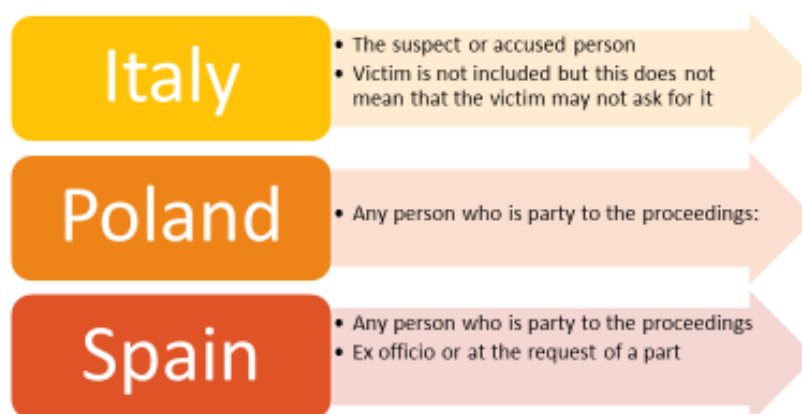 Italy
• The suspect or accused person
• Victim is not included but this does not
mean that the victim may not ask for it
Poland
• Any person who is party to the proceedings:
Spain
• Any person who is party to the proceedings
• Ex officio or at the request of a part